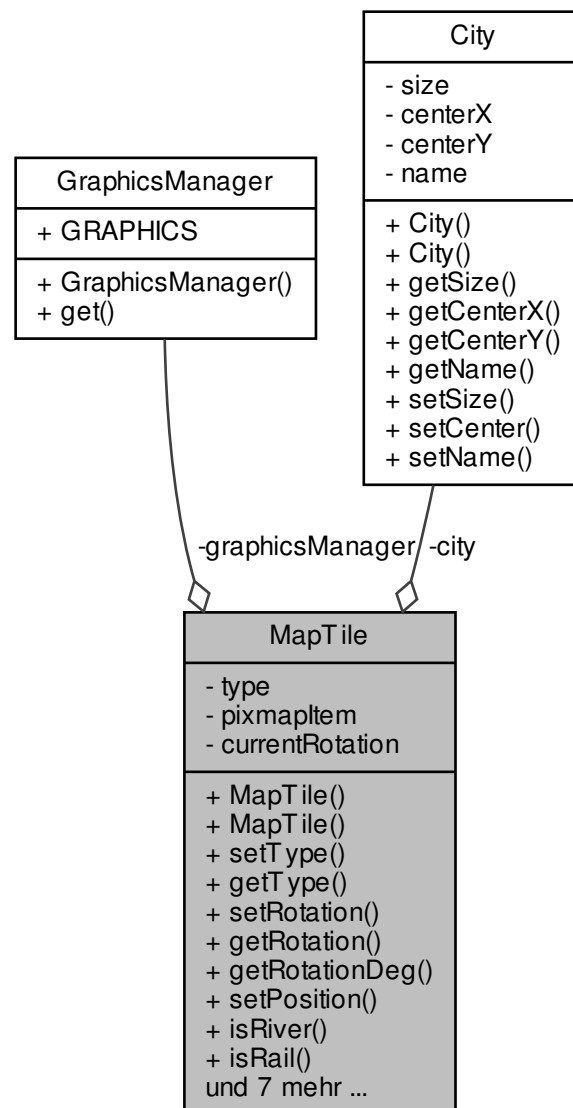 City
- size
- centerX
- centerY
- name
+ City()
+ City()
+ getSize()
+ getCenterX()
+ getCenterY()
+ getName()
+ setSize()
+ setCenter()
+ setName()
GraphicsManager
+ GRAPHICS
+ GraphicsManager()
+ get()
-graphicsManager
-city
MapTile
- type
- pixmapItem
- currentRotation
+ MapTile()
+ MapTile()
+ setType()
+ getType()
+ setRotation()
+ getRotation()
+ getRotationDeg()
+ setPosition()
+ isRiver()
+ isRail()
und 7 mehr ...